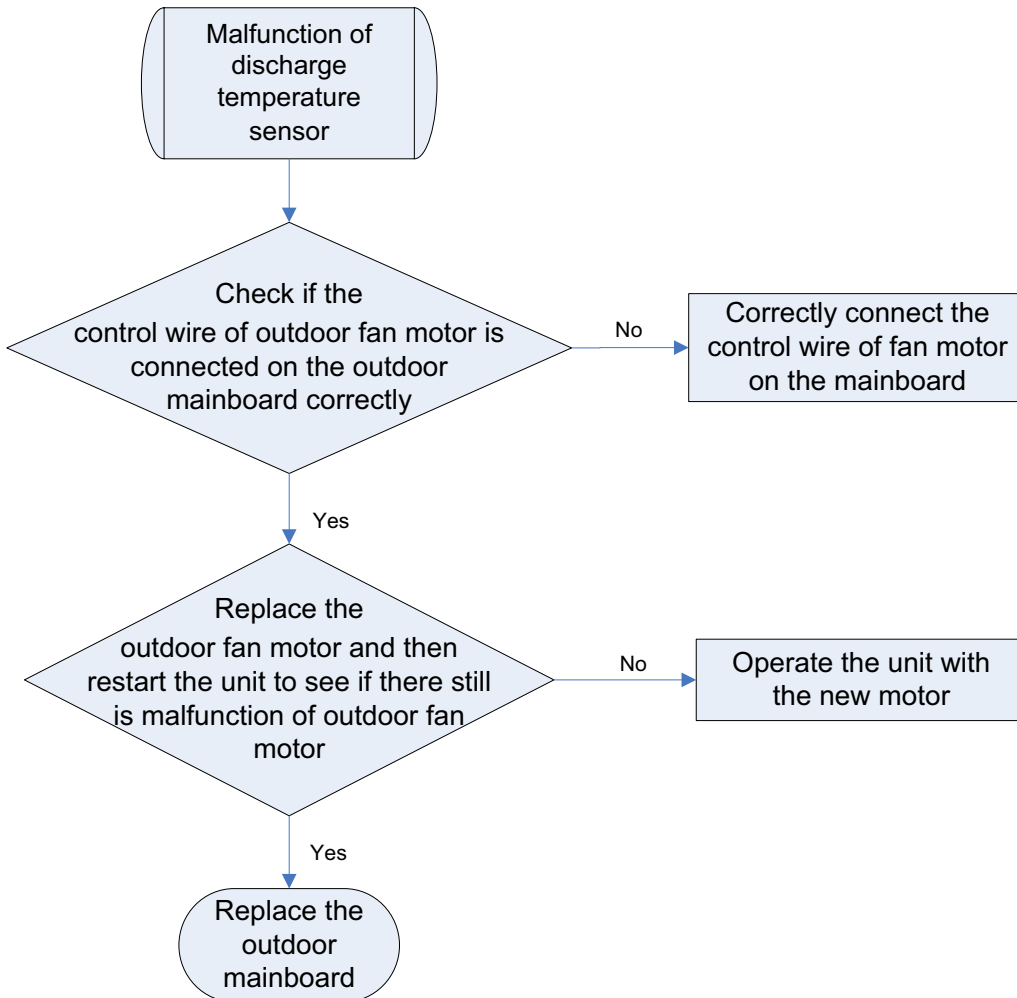 Malfunction of
discharge
temperature
sensor
Check if the
control wire of outdoor fan motor is
connected on the outdoor
mainboard correctly
No
Correctly connect the
control wire of fan motor
on the mainboard
Yes
Replace the
outdoor fan motor and then
restart the unit to see if there still
is malfunction of outdoor fan
motor
No
Operate the unit with
the new motor
Yes
Replace the
outdoor
mainboard